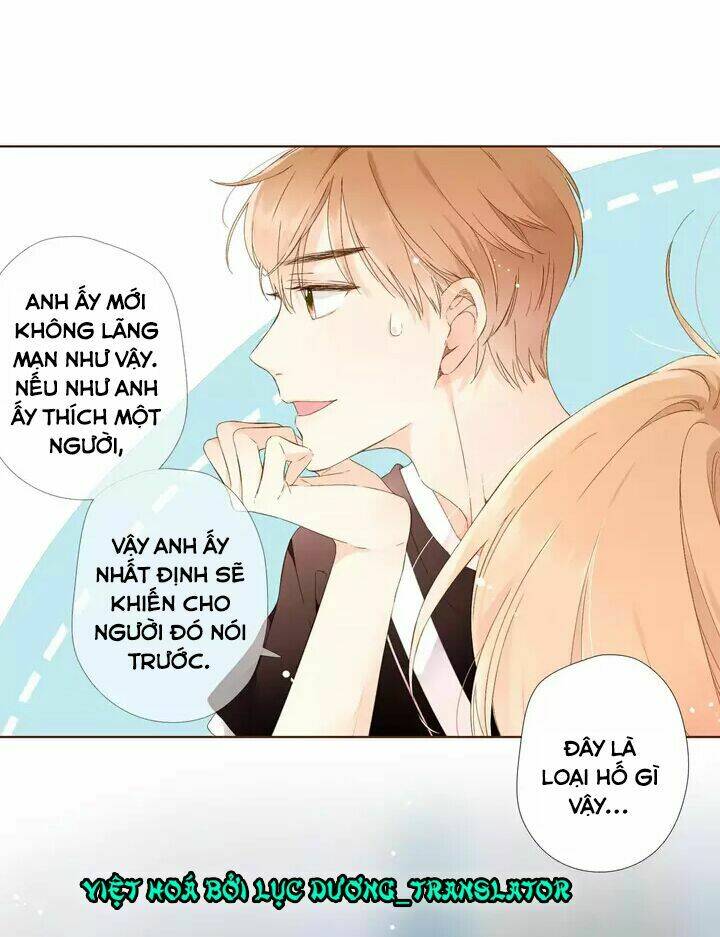 ANH ẤY MỚI
KHÔNG LÃNG
MẠN NHƯ VẬY.
NẾU NHƯ ANH
ẤY THÍCH MỘT
NGƯỜI,
VẬY ANH ẤY
NHẤT ĐỊNH SẼ
KHIẾN CHO
NGƯỜI ĐÓ NÓI
TRƯỚC.
ĐÂY LÀ
LOẠI HỐ GÌ
VẬY...
VIỆT HOÁ BỞI LỤC DƯƠNG_TRANSLATOR